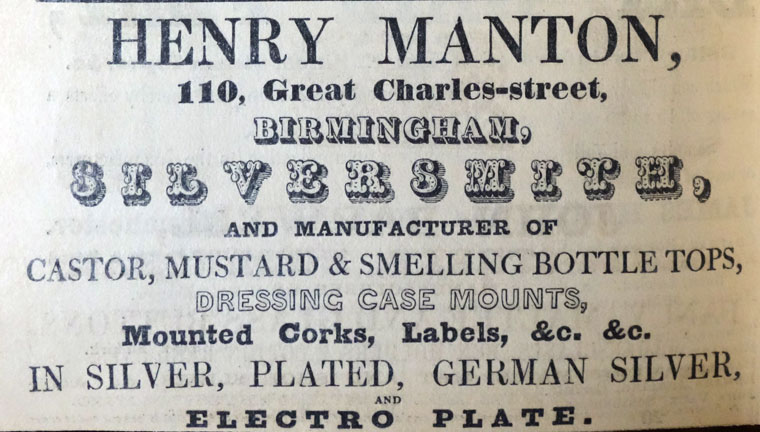 HENRY MANTON,
110, Great Charles-street,
BIRMINGHAM,
SILVERSMITH,
AND MANUFACTURER OF
CASTOR, MUSTARD & SMELLING BOTTLE TOPS,
DRESSING CASE MOUNTS,
Mounted Corks, Labels, &c. &c.
IN SILVER, PLATED, GERMAN SILVER,
AND
ELECTRO PLATE.